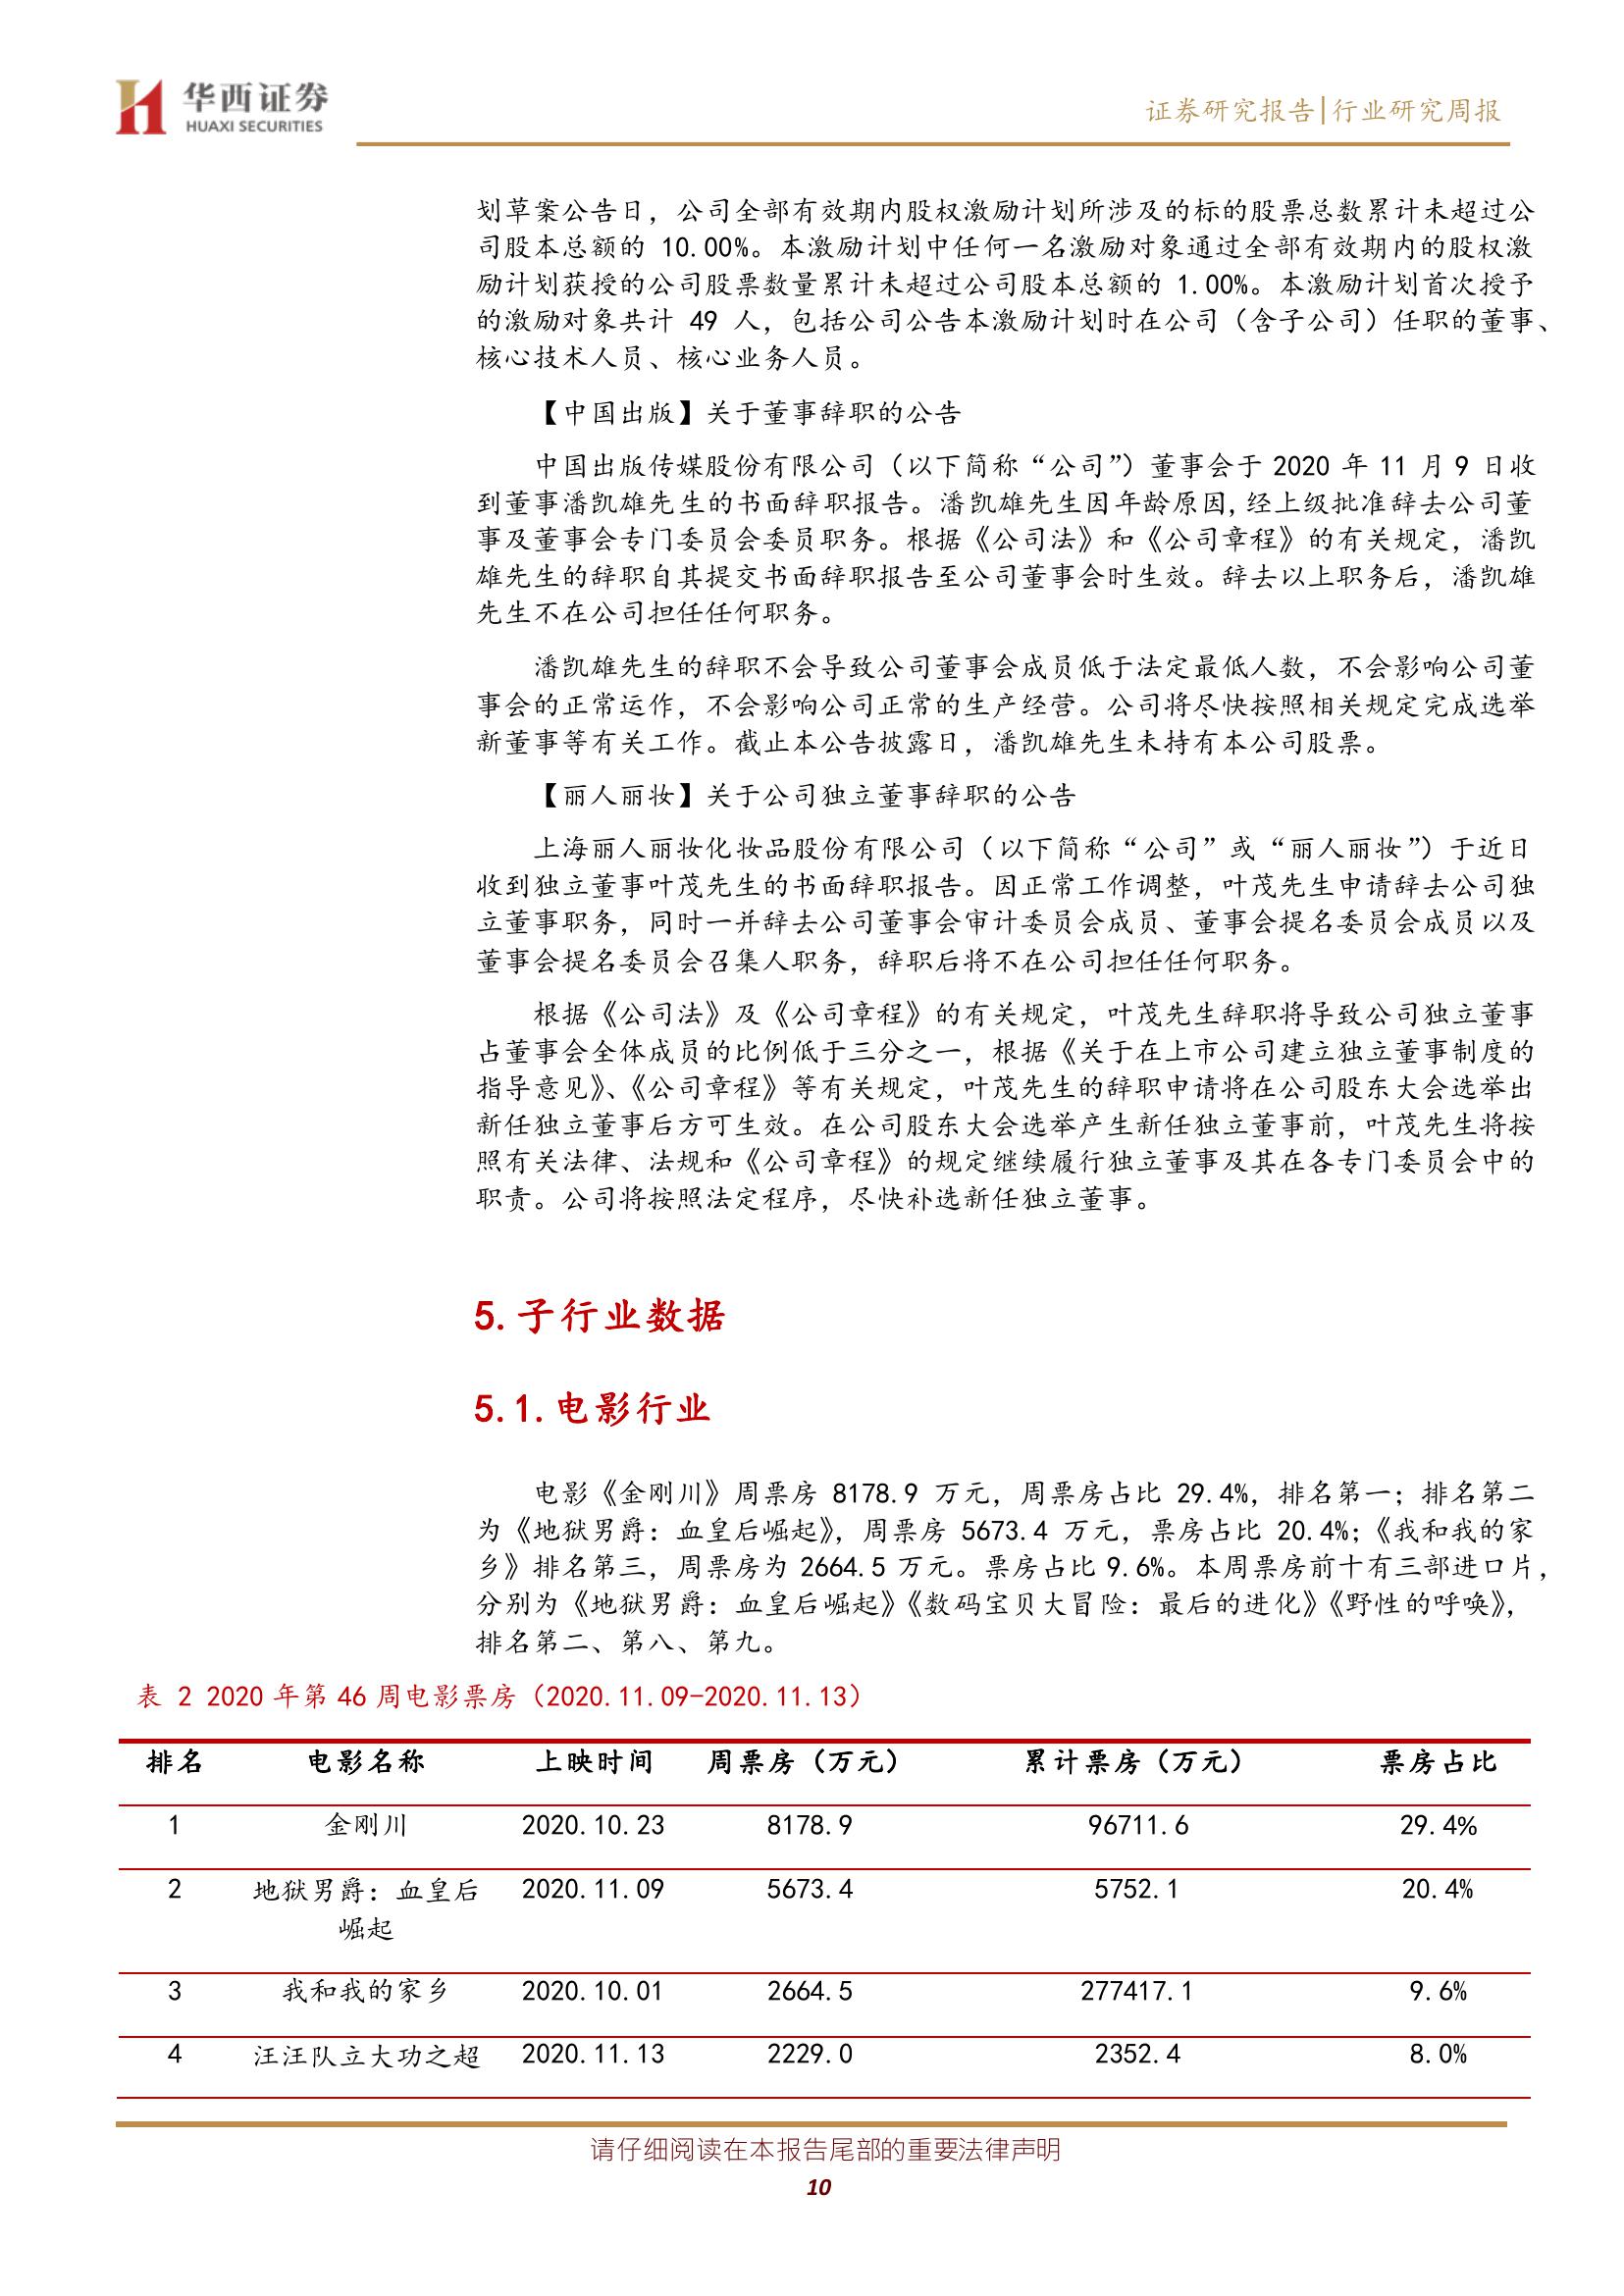 华西证券
HUAXI SECURITIES
证券研究报告|行业研究周报
划草案公告日，公司全部有效期内股权激励计划所涉及的标的股票总数累计未超过公
司股本总额的 10.00%。本激励计划中任何一名激励对象通过全部有效期内的股权激
励计划获授的公司股票数量累计未超过公司股本总额的 1.00%。本激励计划首次授予
的激励对象共计 49 人，包括公司公告本激励计划时在公司（含子公司）任职的董事、
核心技术人员、核心业务人员。
【中国出版】关于董事辞职的公告
中国出版传媒股份有限公司（以下简称“公司”）董事会于 2020 年 11 月 9 日收
到董事潘凯雄先生的书面辞职报告。潘凯雄先生因年龄原因,经上级批准辞去公司董
事及董事会专门委员会委员职务。根据《公司法》和《公司章程》的有关规定，潘凯
雄先生的辞职自其提交书面辞职报告至公司董事会时生效。辞去以上职务后，潘凯雄
先生不在公司担任任何职务。
潘凯雄先生的辞职不会导致公司董事会成员低于法定最低人数，不会影响公司董
事会的正常运作，不会影响公司正常的生产经营。公司将尽快按照相关规定完成选举
新董事等有关工作。截止本公告披露日，潘凯雄先生未持有本公司股票。
【丽人丽妆】关于公司独立董事辞职的公告
上海丽人丽妆化妆品股份有限公司（以下简称“公司”或“丽人丽妆”）于近日
收到独立董事叶茂先生的书面辞职报告。因正常工作调整，叶茂先生申请辞去公司独
立董事职务，同时一并辞去公司董事会审计委员会成员、董事会提名委员会成员以及
董事会提名委员会召集人职务，辞职后将不在公司担任任何职务。
根据《公司法》及《公司章程》的有关规定，叶茂先生辞职将导致公司独立董事
占董事会全体成员的比例低于三分之一，根据《关于在上市公司建立独立董事制度的
指导意见》、《公司章程》等有关规定，叶茂先生的辞职申请将在公司股东大会选举出
新任独立董事后方可生效。在公司股东大会选举产生新任独立董事前，叶茂先生将按
照有关法律、法规和《公司章程》的规定继续履行独立董事及其在各专门委员会中的
职责。公司将按照法定程序，尽快补选新任独立董事。
5.子行业数据
5.1.电影行业
电影《金刚川》周票房 8178.9 万元，周票房占比 29.4%，排名第一；排名第二
为《地狱男爵：血皇后崛起》，周票房 5673.4 万元，票房占比 20.4%；《我和我的家
乡》排名第三，周票房为 2664.5 万元。票房占比 9.6%。本周票房前十有三部进口片，
分别为《地狱男爵：血皇后崛起》《数码宝贝大冒险：最后的进化》《野性的呼唤》，
排名第二、第八、第九。
表 2 2020 年第 46 周电影票房（2020.11.09-2020.11.13）
排名 电影名称 上映时间 周票房（万元） 累计票房（万元） 票房占比
1 金刚川 2020.10.23 8178.9 96711.6 29.4%
2 地狱男爵：血皇后 2020.11.09 5673.4 5752.1 20.4%
崛起
3 我和我的家乡 2020.10.01 2664.5 277417.1 9.6%
4 汪汪队立大功之超 2020.11.13 2229.0 2352.4 8.0%
请仔细阅读在本报告尾部的重要法律声明
10